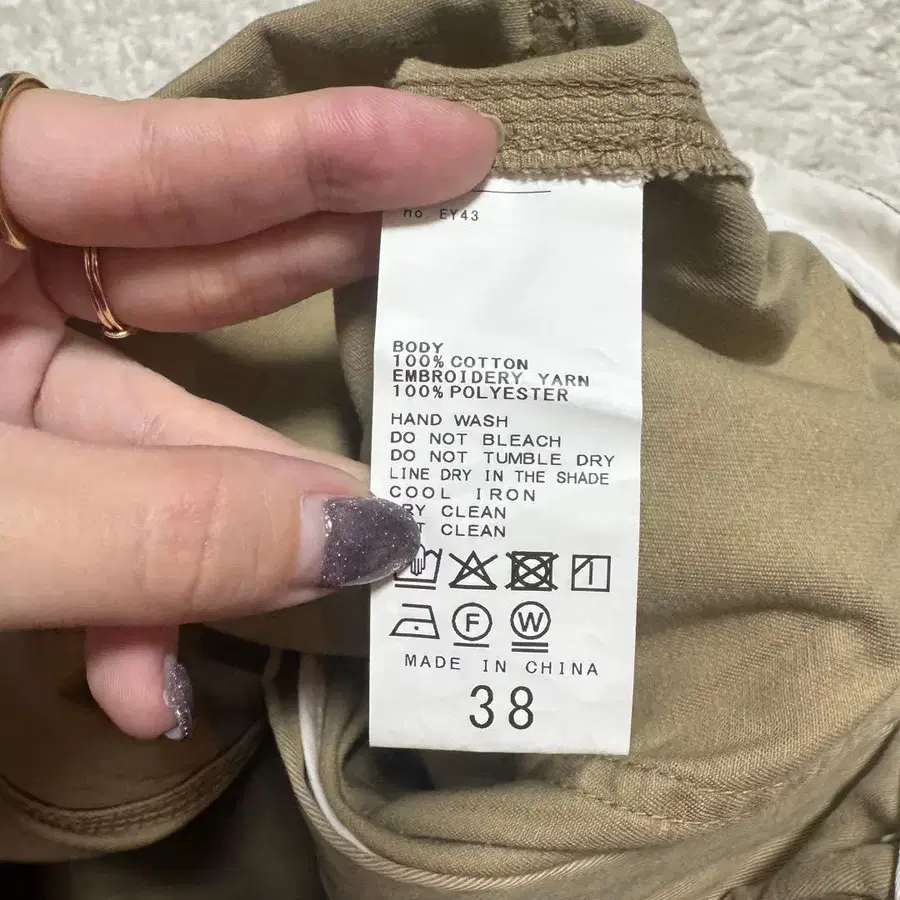 no EY43
BODY
100% COTTON
EMBROIDERY YARN
100% POLYESTER
HAND WASH
DO NOT BLEACH
DO NOT TUMBLE DRY
LINE DRY IN THE SHADE
COOL IRON
CLEAN
CLEAN
F W
MADE IN CHINA
38